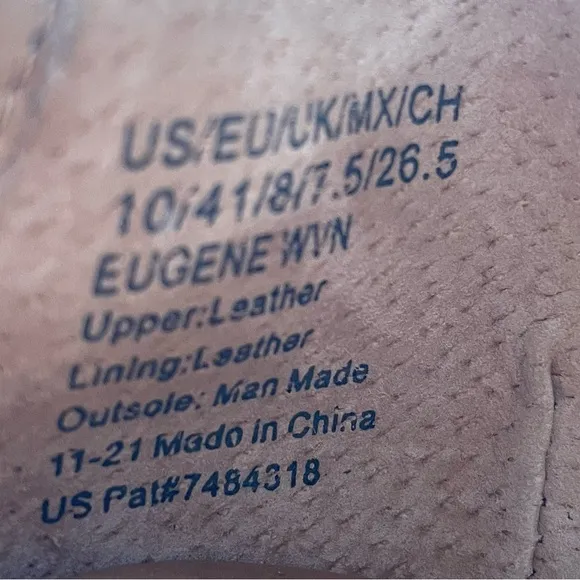 US/EU/UK/MX/CH
10/41/8/7.5/26.5
EUGENE WVN
Upper:Leather
Lining:Leather
Outsole: Man Made
11-21 Made in China
US Pat#7484318